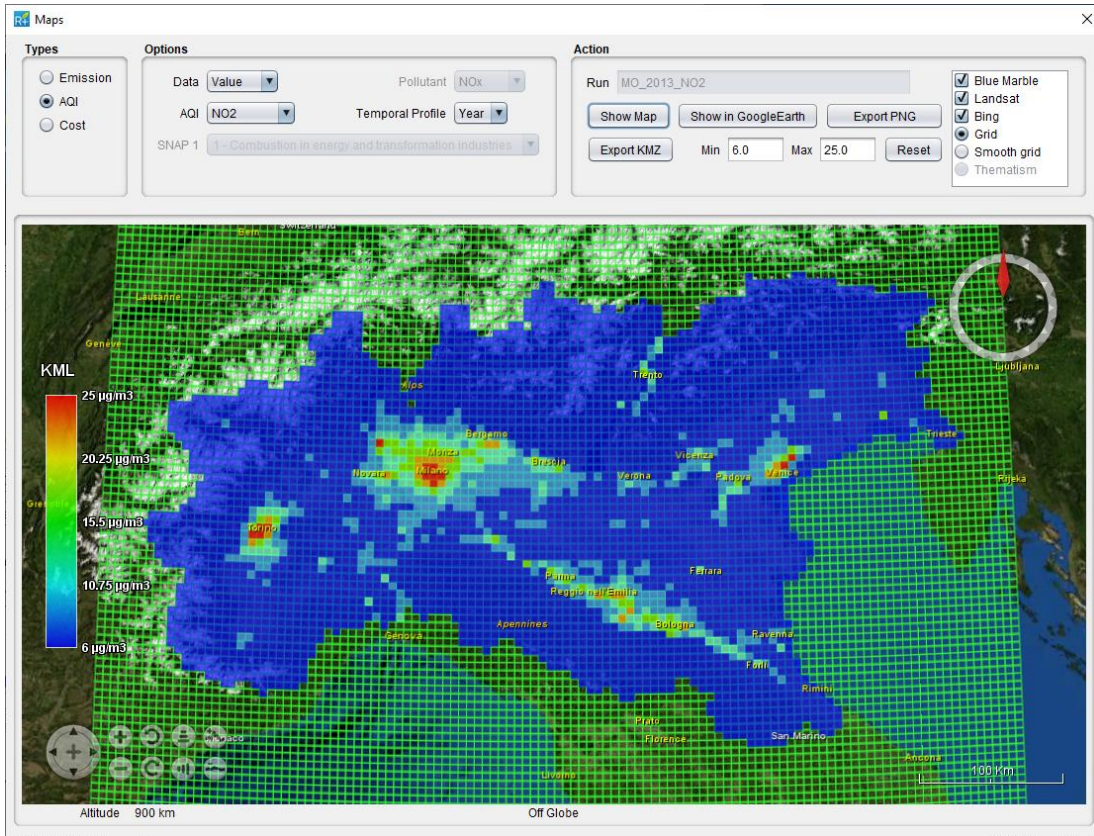 R+ Maps
Types
Emission
AQI
Cost
Options
Data Value Pollutant NOx
AQI NO2 Temporal Profile Year
SNAP 1 1 - Combustion in energy and transformation industries
Action
Run MO_2013_NO2
Show Map Show in GoogleEarth Export PNG
Export KMZ Min 6.0 Max 25.0 Reset
Blue Marble
Landsat
Bing
Grid
Smooth grid
Thematism
Switzerland
Bern
Lausanne
Genève
Ljubljana
KML
25 µg/m3
20.25 µg/m3
15.5 µg/m3
10.75 µg/m3
6 µg/m3
Trento
Alps
Bergamo
Monza
Trieste
Milano
Brescia
Vicenza
Novara
Verona
Padova
Venice
Rijeka
Torino
Parma
Ferrara
Reggio nell'Emilia
Apennines
Bologna
Genova
Ravenna
Forlì
Rimini
Prato
Florence
San Marino
Monaco
Ancona
Livorno
100 Km
Altitude 900 km Off Globe